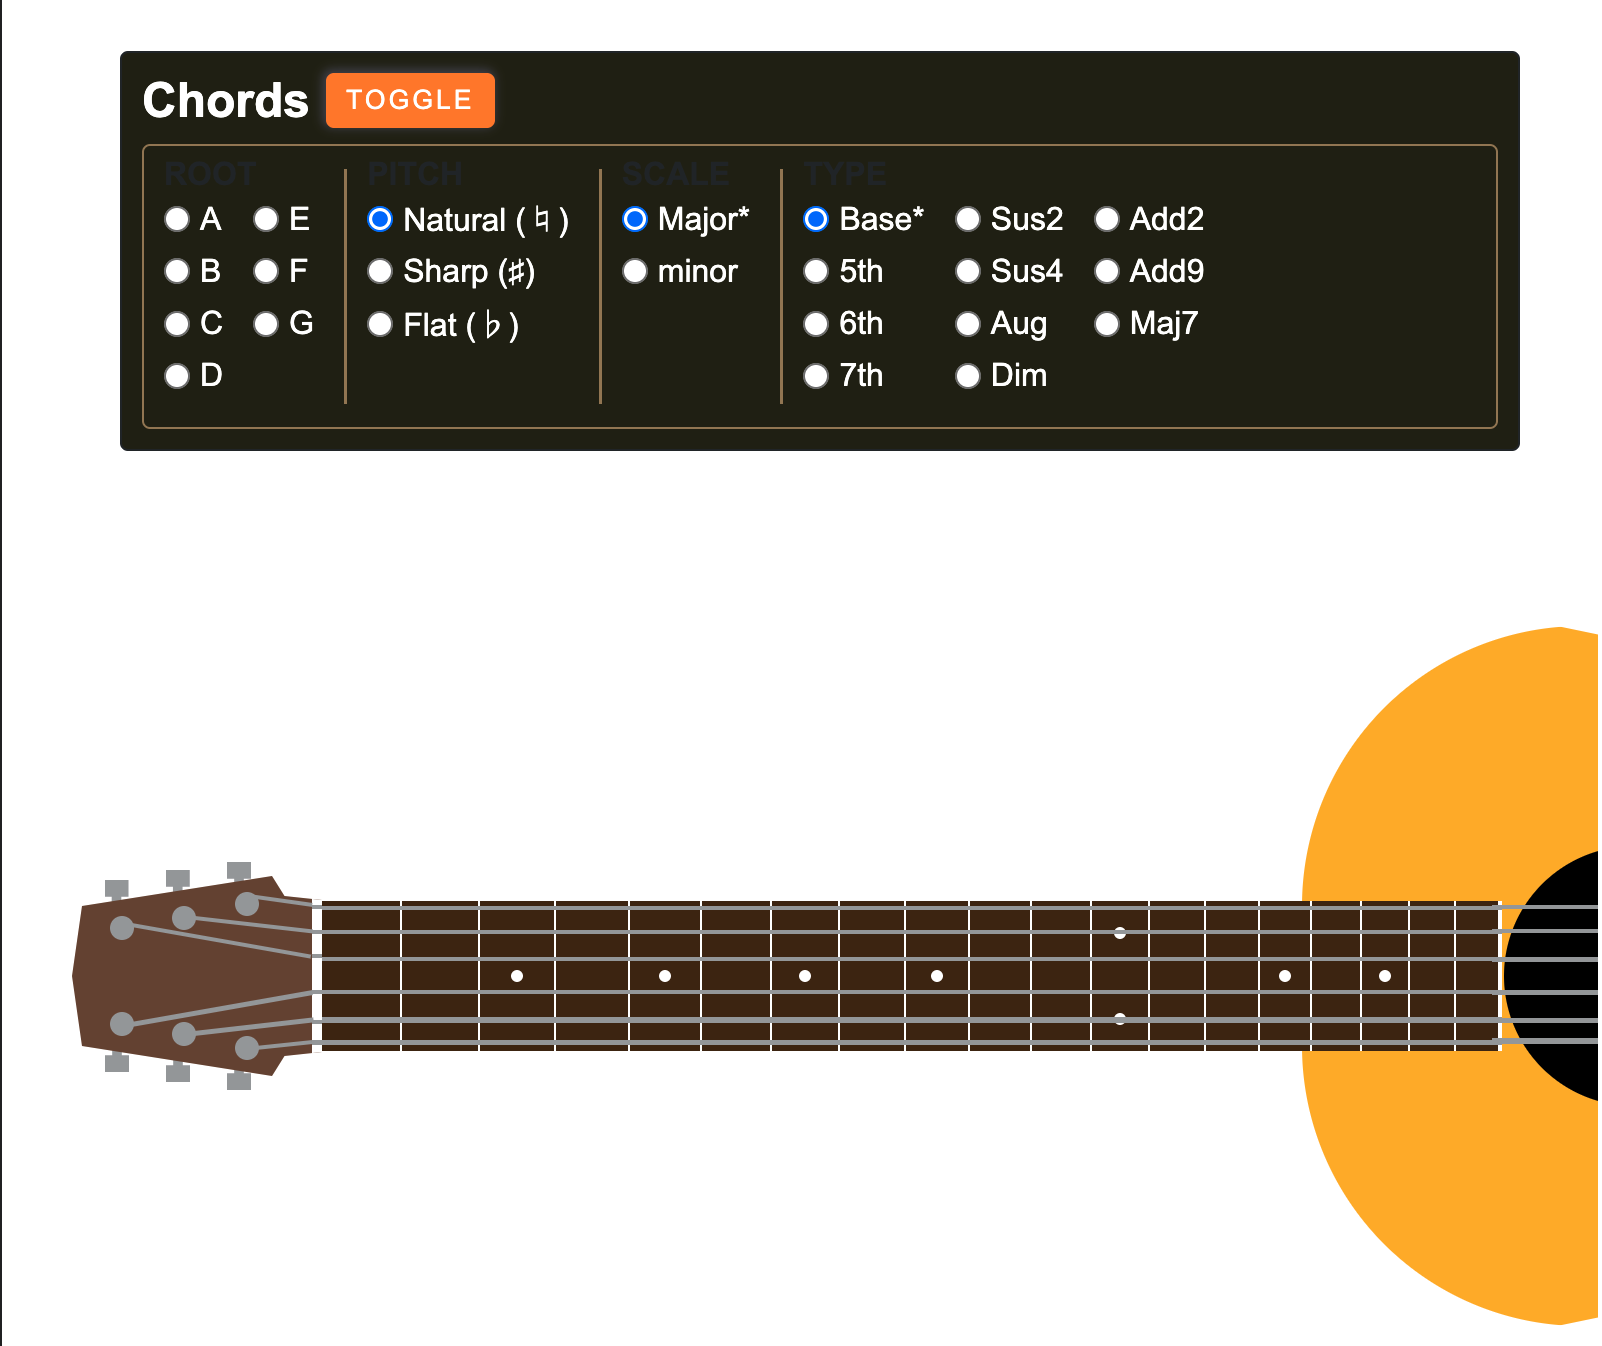 Chords TOGGLE
ROOT
A E
B F
C G
D
PITCH
Natural (♮)
Sharp (♯)
Flat (♭)
SCALE
Major*
minor
TYPE
Base* Sus2 Add2
5th Sus4 Add9
6th Aug Maj7
7th Dim